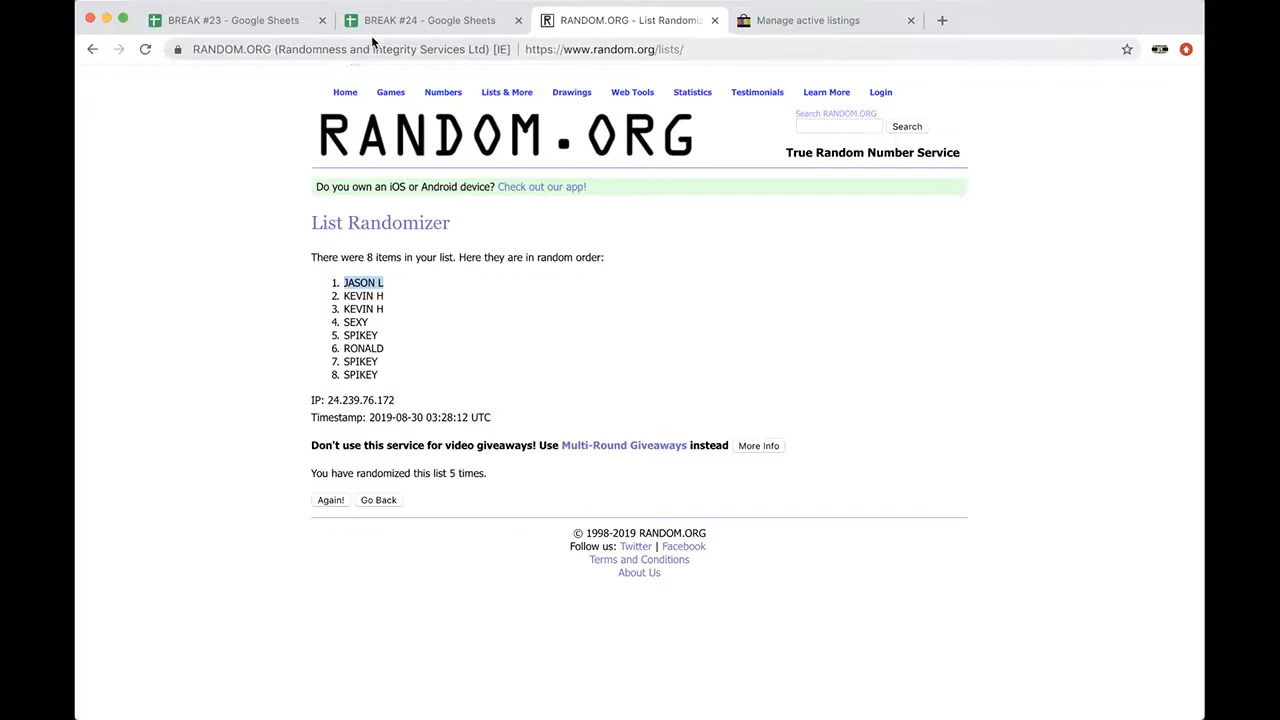 BREAK #23 - Google Sheets
BREAK #24 - Google Sheets
RANDOM.ORG - List Randomiz
Manage active listings
RANDOM.ORG (Randomness and Integrity Services Ltd) [IE] https://www.random.org/lists/
Home Games Numbers Lists & More Drawings Web Tools Statistics Testimonials Learn More Login
RANDOM.ORG
Search RANDOM.ORG
Search
True Random Number Service
Do you own an iOS or Android device? Check out our app!
List Randomizer
There were 8 items in your list. Here they are in random order:
1. JASON L
2. KEVIN H
3. KEVIN H
4. SEXY
5. SPIKEY
6. RONALD
7. SPIKEY
8. SPIKEY
IP: 24.239.76.172
Timestamp: 2019-08-30 03:28:12 UTC
Don't use this service for video giveaways! Use Multi-Round Giveaways instead More Info
You have randomized this list 5 times.
Again! Go Back
© 1998-2019 RANDOM.ORG
Follow us: Twitter | Facebook
Terms and Conditions
About Us